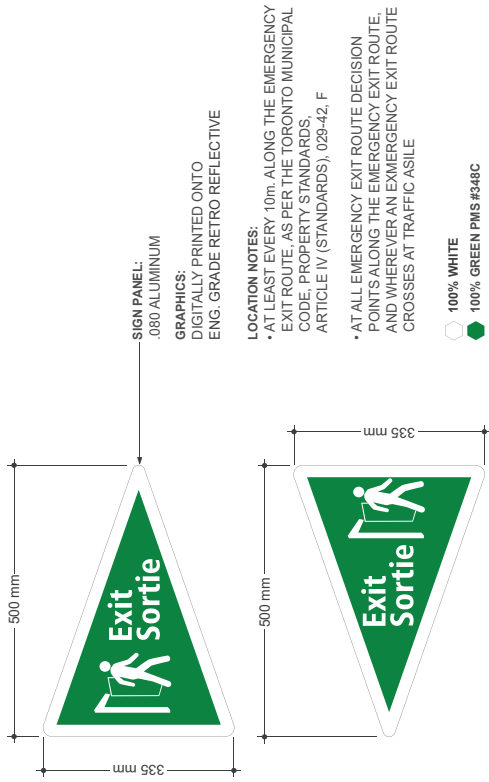 SIGN PANEL:
.080 ALUMINUM
GRAPHICS:
DIGITALLY PRINTED ONTO
ENG. GRADE RETRO REFLECTIVE
LOCATION NOTES:
• AT LEAST EVERY 10m. ALONG THE EMERGENCY
EXIT ROUTE, AS PER THE TORONTO MUNICIPAL
CODE, PROPERTY STANDARDS,
ARTICLE IV (STANDARDS), 029-42, F
• AT ALL EMERGENCY EXIT ROUTE DECISION
POINTS ALONG THE EMERGENCY EXIT ROUTE,
AND WHEREVER AN EXMERGENCY EXIT ROUTE
CROSSES AT TRAFFIC ASILE
100% WHITE
100% GREEN PMS #348C
500 mm
335 mm
Exit
Sortie
500 mm
335 mm
Exit
Sortie